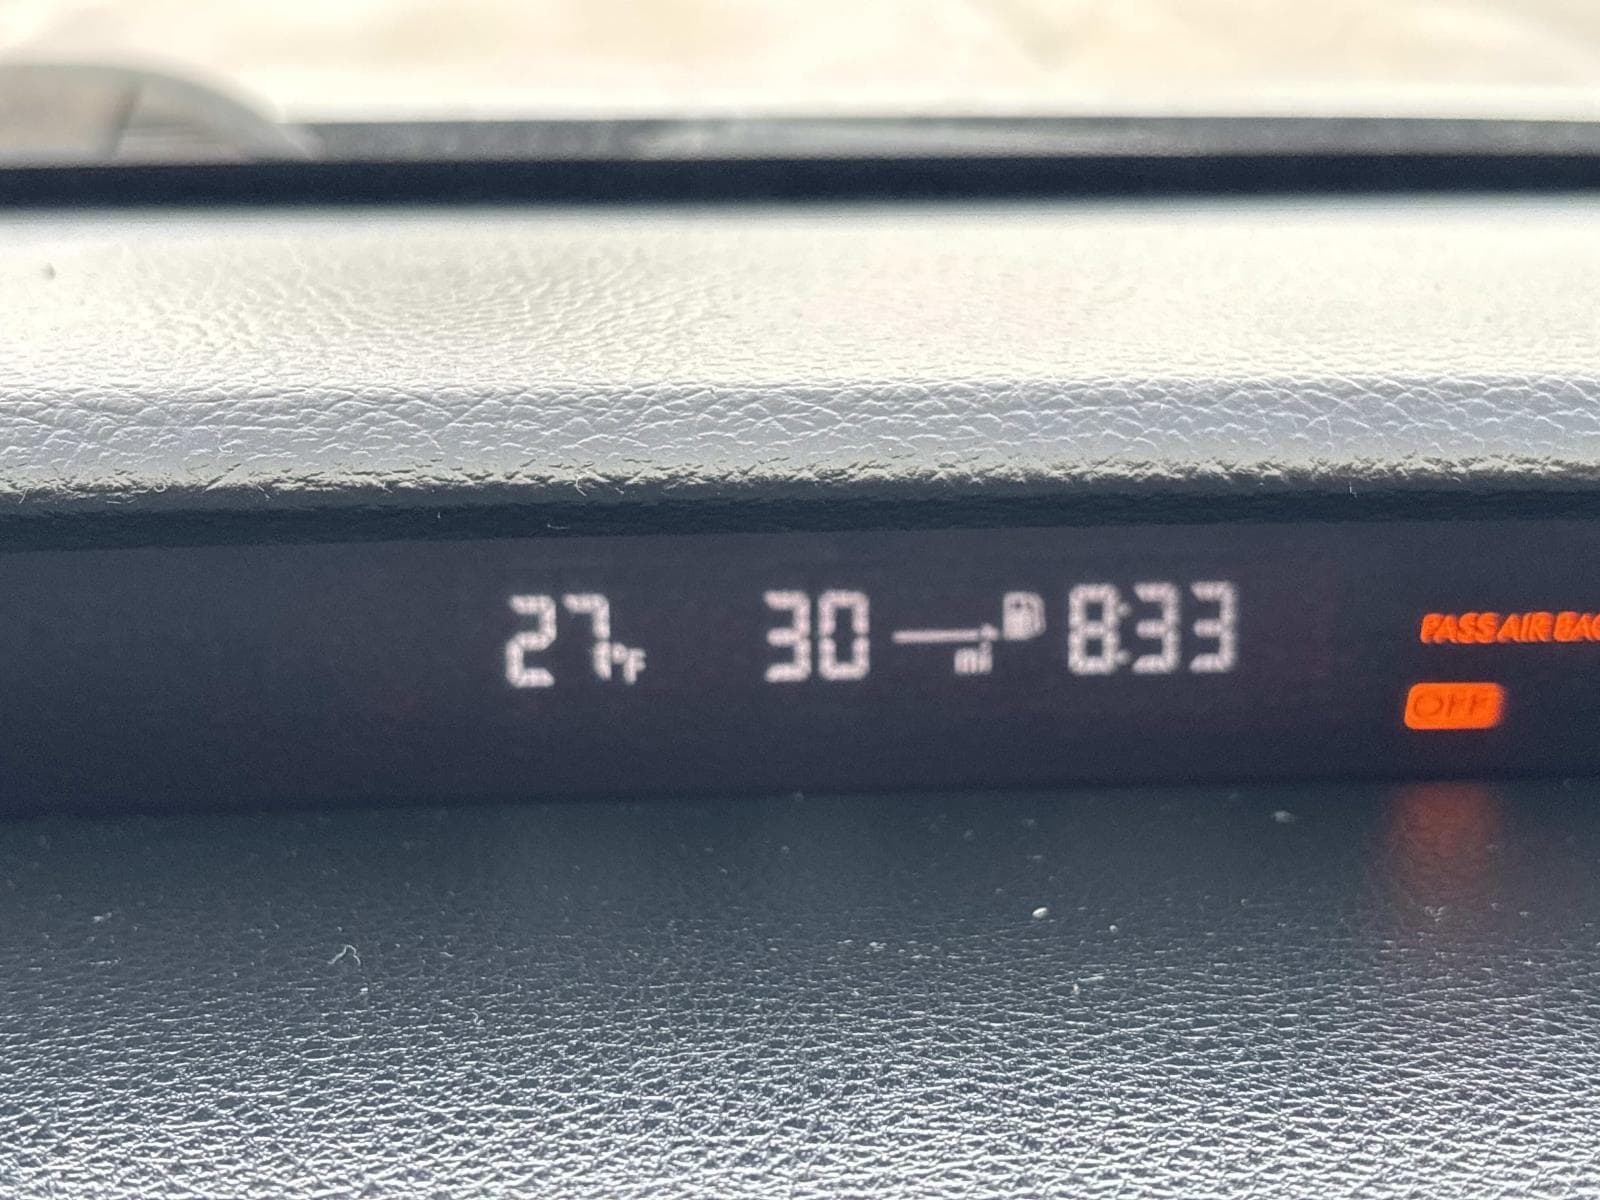 27°F 30 mi 8:33
PASS AIR BAG
OFF